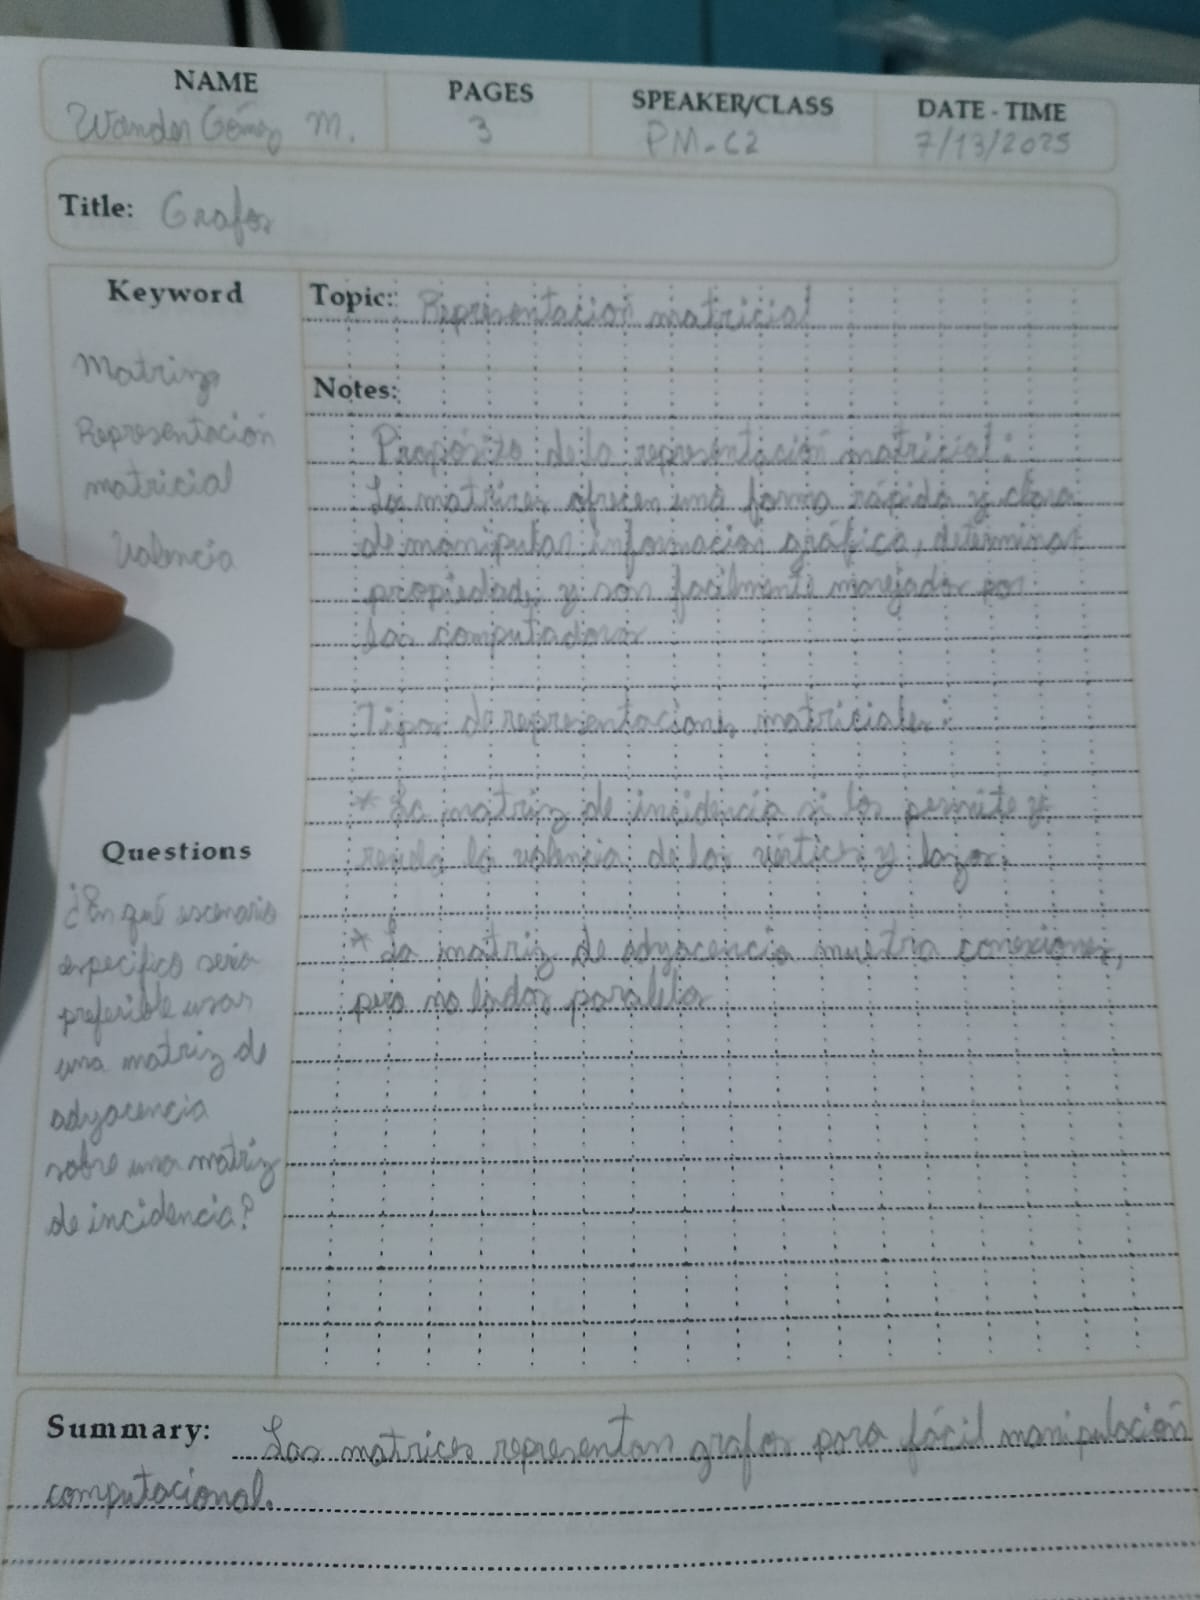 NAME PAGES SPEAKER/CLASS DATE - TIME
Wander Gómez M. 3 PM-C2 7/13/2025
Title: Grafos
Keyword
Matriz
Representación
matricial
Valencia
Questions
¿En qué escenario
específico sería
preferible usar
una matriz de
adyacencia
sobre una matriz
de incidencia?
Topic: Representación matricial
Notes:
Propósito de la representación matricial:
Las matrices ofrecen una forma rápida y clara
de manipular información gráfica, determinar
propiedades y son facilmente manejadas por
las computadoras
Tipos de representaciones matriciales:
* La matriz de incidencia si los permite y
la valencia de los vértices y lazos.
* La matriz de adyacencia muestra conexiones,
pero no lados paralelos
Summary: Las matrices representan grafos para fácil manipulación
computacional.